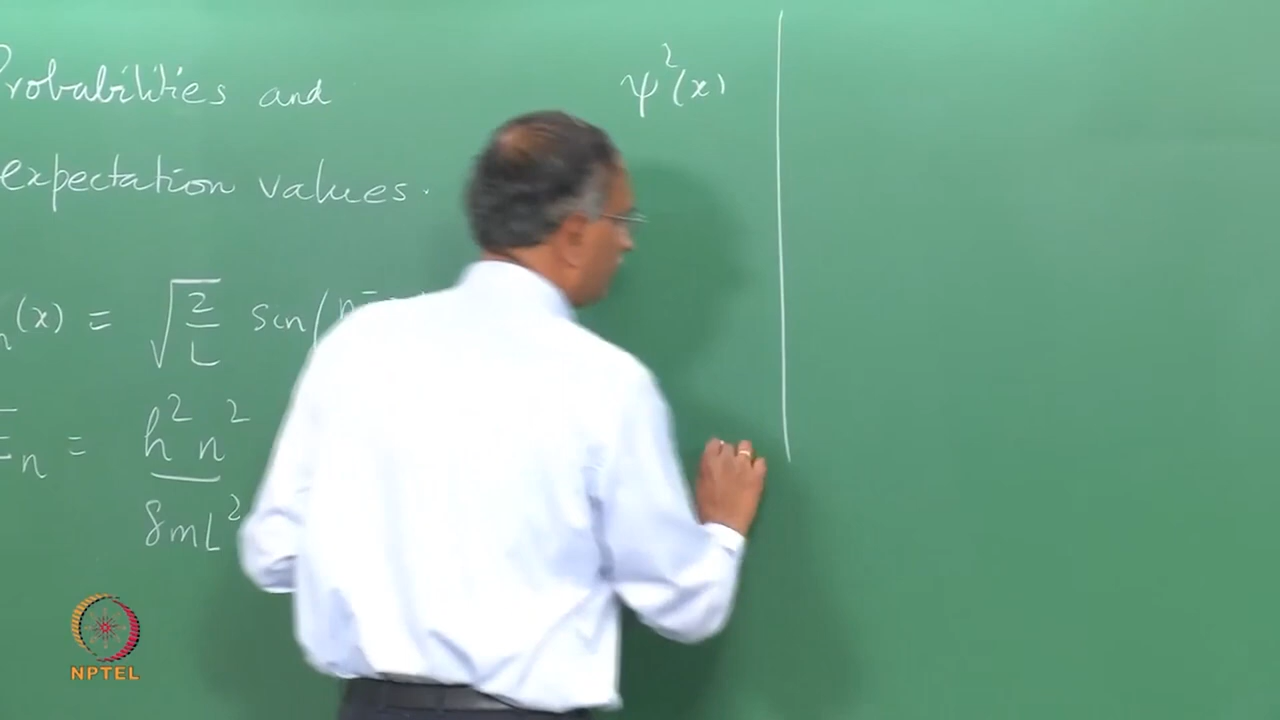 Probabilities and
expectation values.
n(x) = √2/L sin(n
En = h²n²
8mL²
ψ²(x)
NPTEL